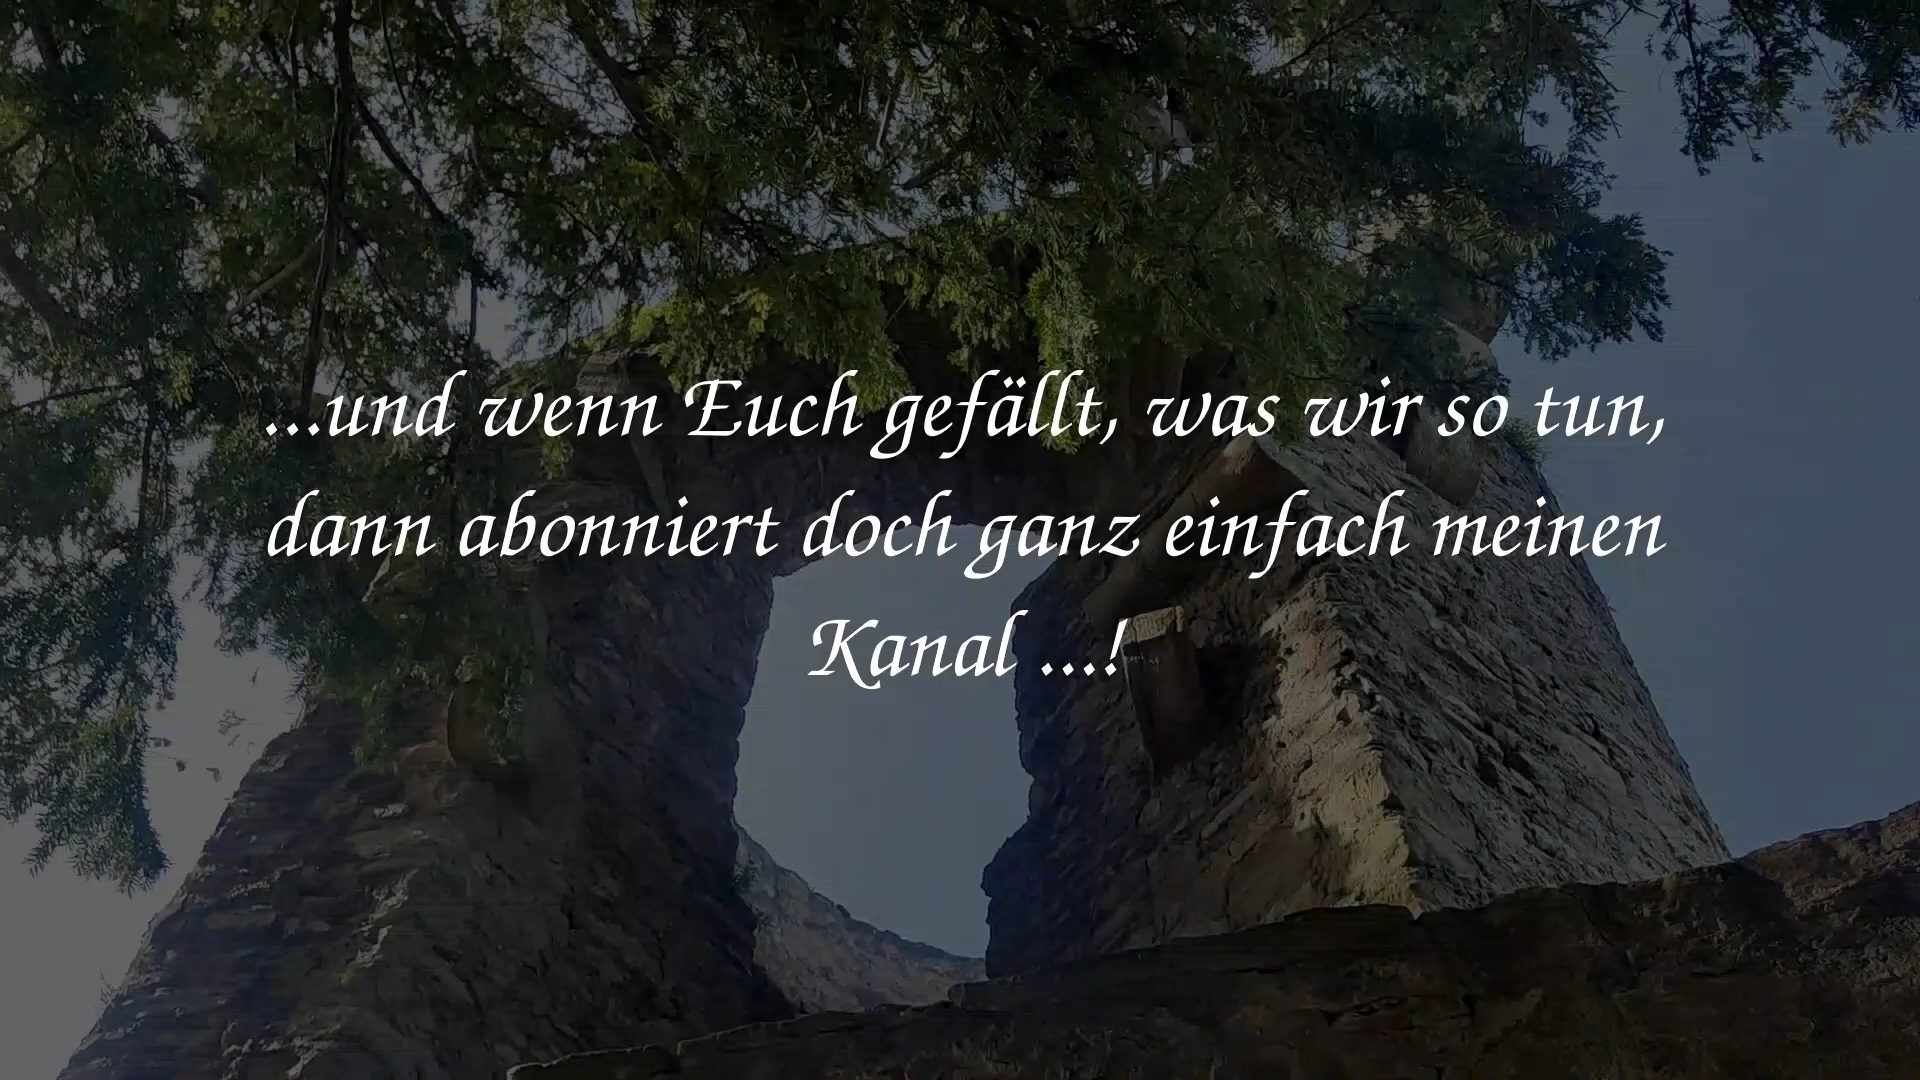 ...und wenn Euch gefällt, was wir so tun,
dann abonniert doch ganz einfach meinen
Kanal ...!